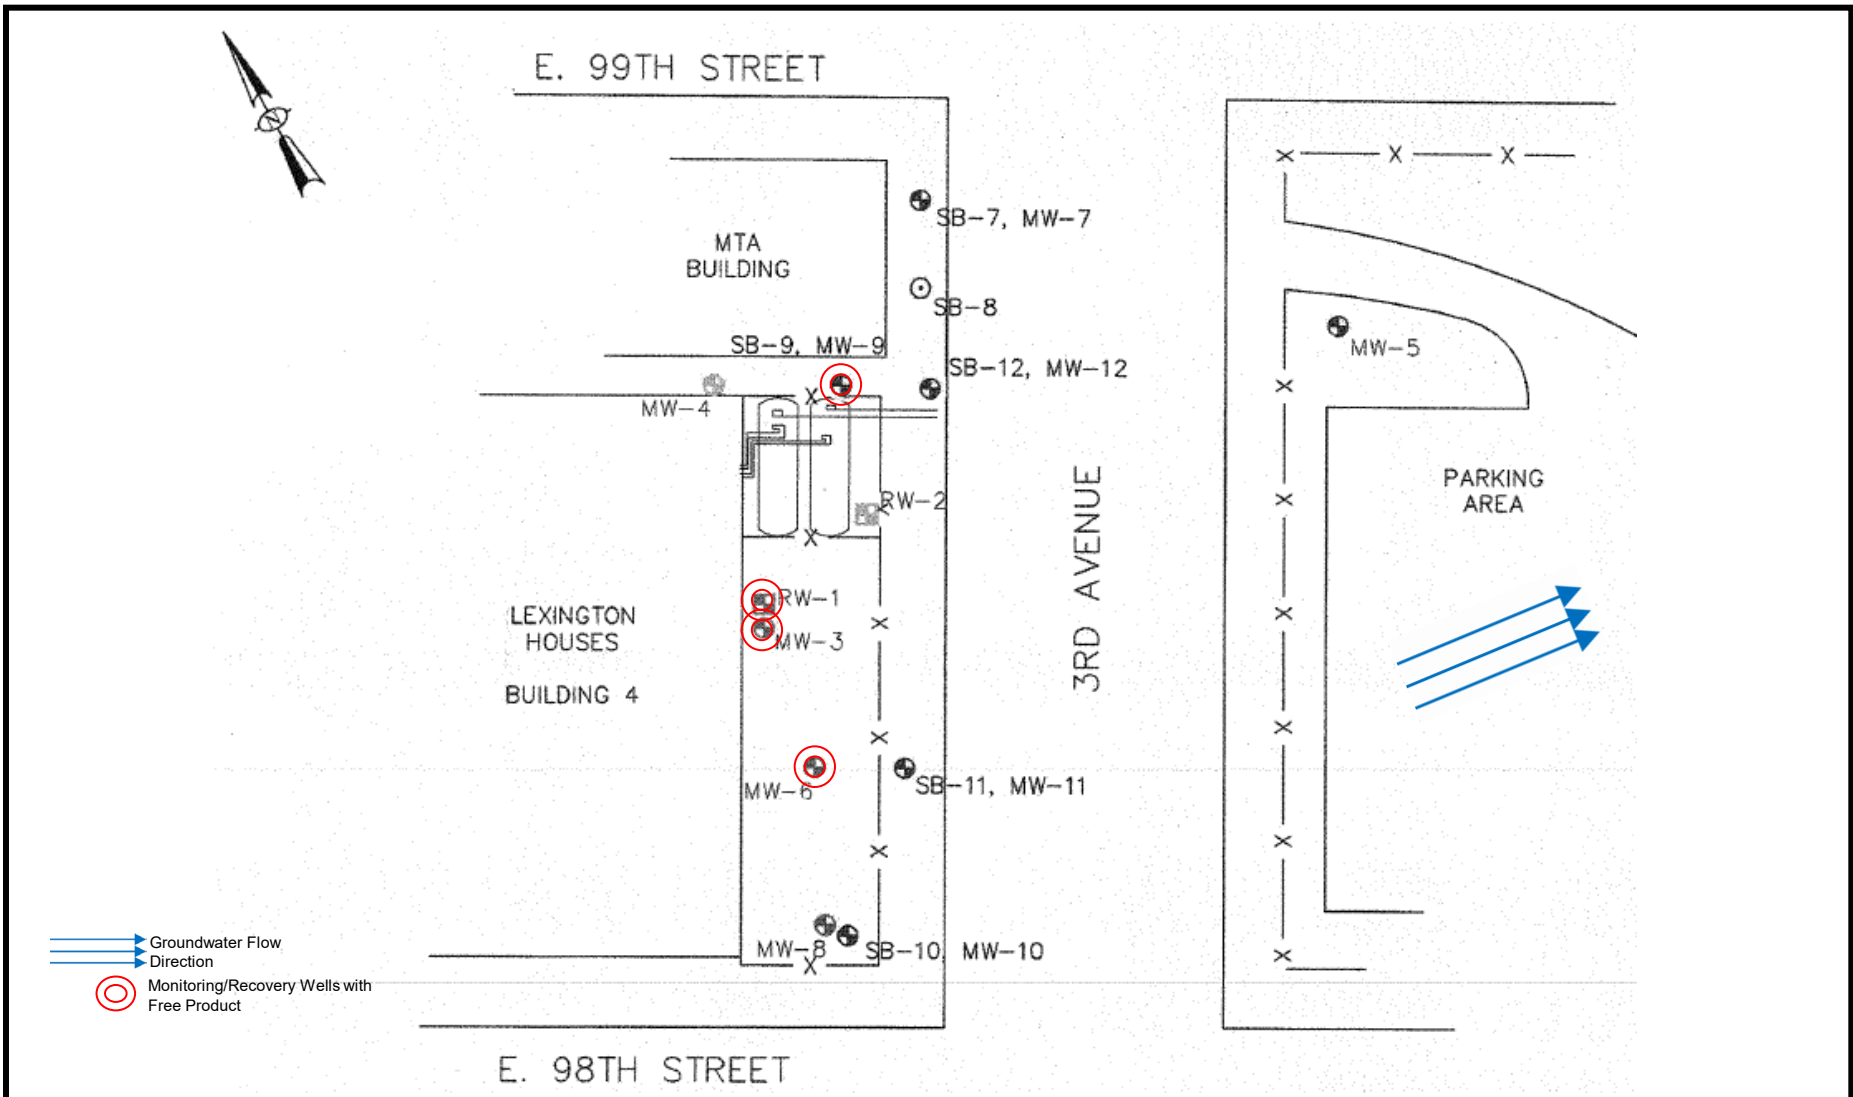 E. 99TH STREET
N
X X X
SB-7, MW-7
MTA
BUILDING
SB-8
SB-9, MW-9
MW-5
SB-12, MW-12
X
X
MW-4
PARKING
AREA
RW-2
X
X
X
3RD AVENUE
RW-1
LEXINGTON
HOUSES
X
X
MW-3
BUILDING 4
X
X
MW-6
SB-11, MW-11
X
X
Groundwater Flow
Direction
MW-8
SB-10, MW-10
X
X
Monitoring/Recovery Wells with
Free Product
E. 98TH STREET